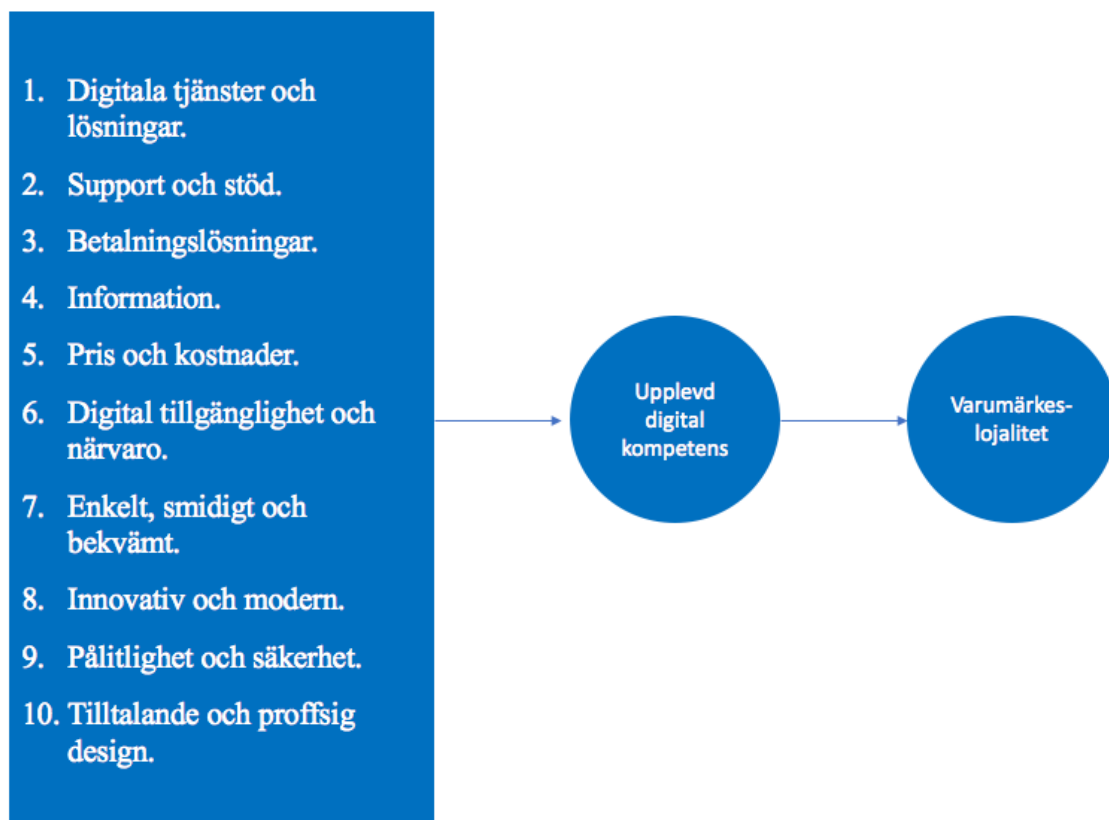 1. Digitala tjänster och
lösningar.
2. Support och stöd.
3. Betalningslösningar.
4. Information.
5. Pris och kostnader.
6. Digital tillgänglighet och
närvaro.
7. Enkelt, smidigt och
bekvämt.
8. Innovativ och modern.
9. Pålitlighet och säkerhet.
10. Tilltalande och proffsig
design.
Upplevd
digital
kompetens
Varumärkes-
lojalitet